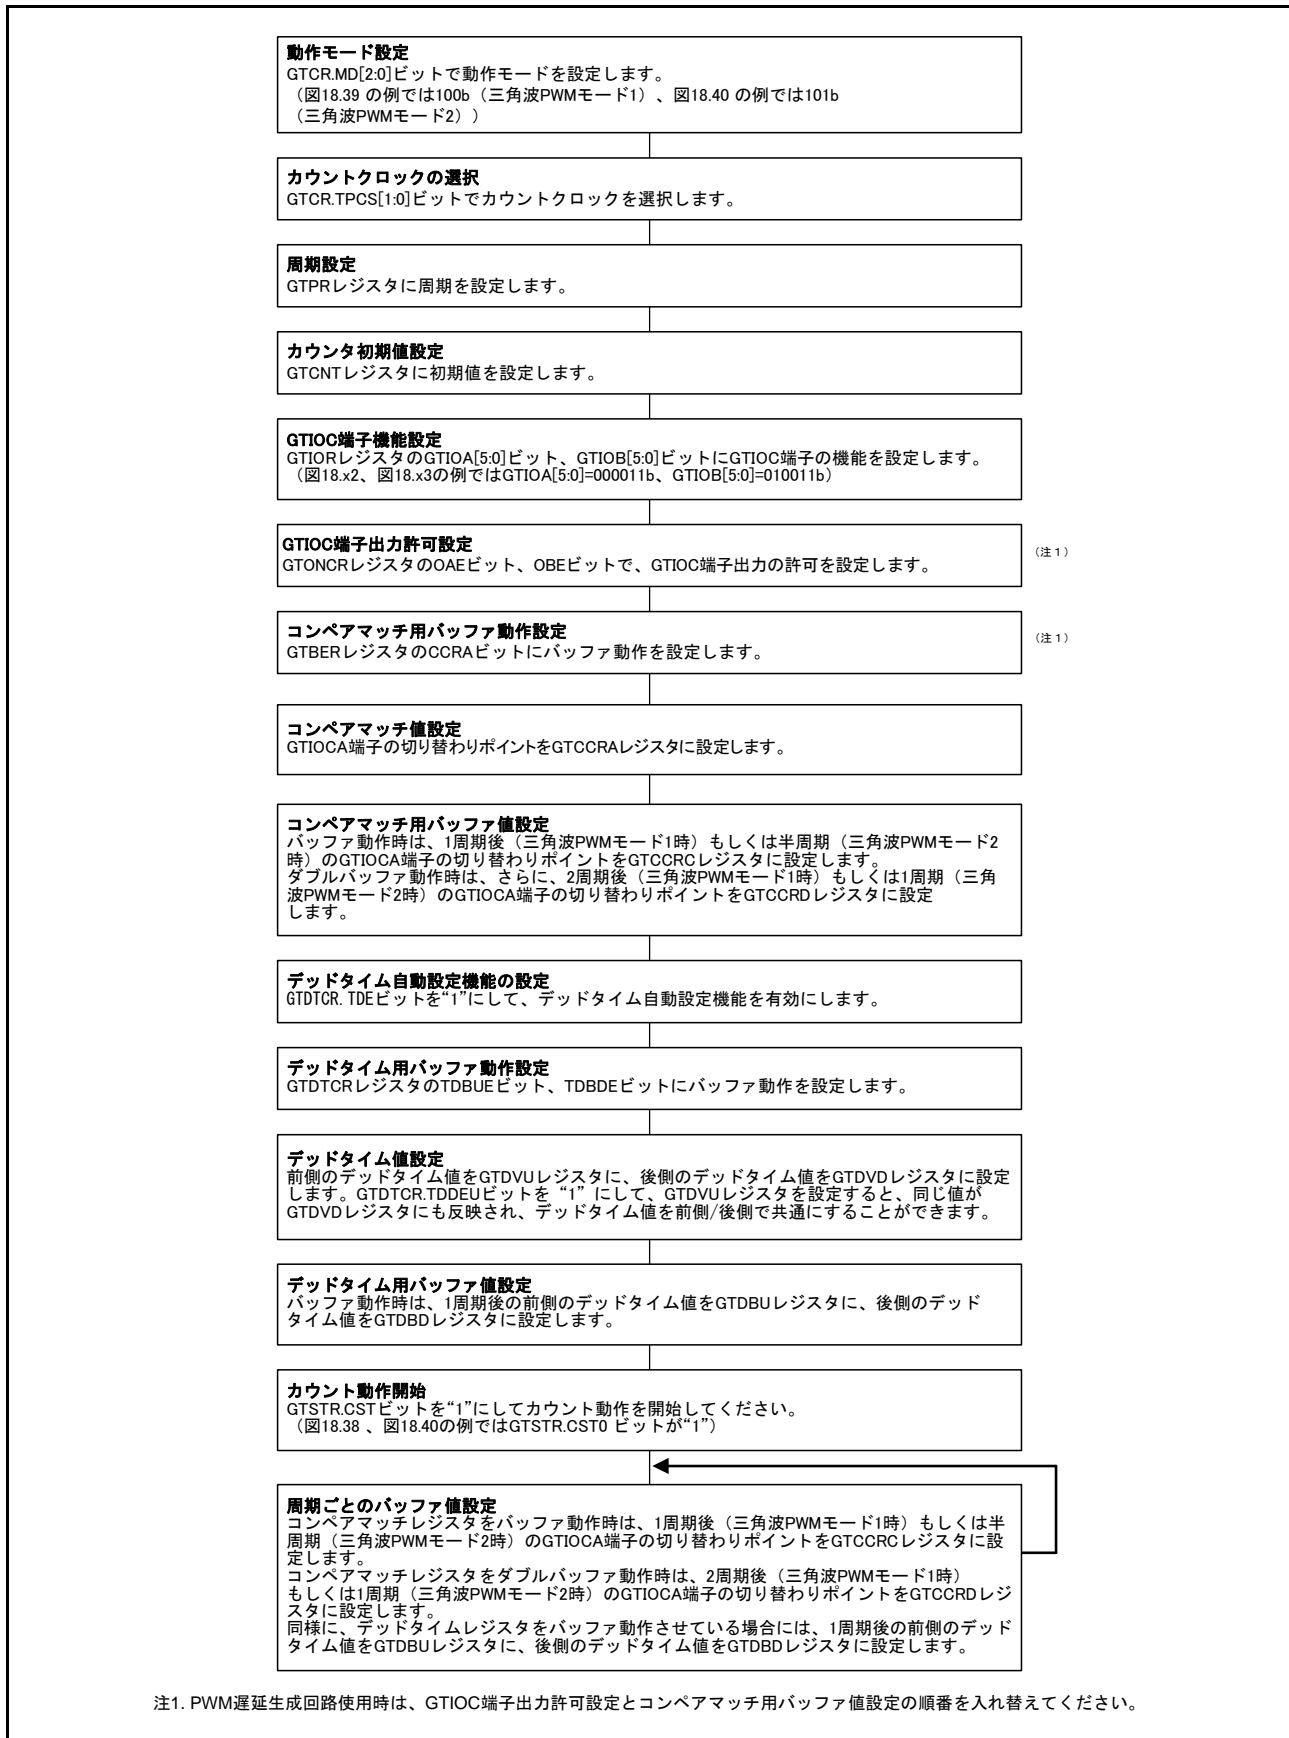 動作モード設定
GTCR.MD[2:0]ビットで動作モードを設定します。
（図18.39 の例では100b（三角波PWMモード1）、図18.40 の例では101b
（三角波PWMモード2））
カウントクロックの選択
GTCR.TPCS[1:0]ビットでカウントクロックを選択します。
周期設定
GTPRレジスタに周期を設定します。
カウンタ初期値設定
GTCNTレジスタに初期値を設定します。
GTIOC端子機能設定
GTIORレジスタのGTIOA[5:0]ビット、GTIOB[5:0]ビットにGTIOC端子の機能を設定します。
（図18.x2、図18.x3の例ではGTIOA[5:0]=000011b、GTIOB[5:0]=010011b）
GTIOC端子出力許可設定
GTONCRレジスタのOAEビット、OBEビットで、GTIOC端子出力の許可を設定します。
（注１）
コンペアマッチ用バッファ動作設定
GTBERレジスタのCCRAビットにバッファ動作を設定します。
（注１）
コンペアマッチ値設定
GTIOCA端子の切り替わりポイントをGTCCRAレジスタに設定します。
コンペアマッチ用バッファ値設定
バッファ動作時は、1周期後（三角波PWMモード1時）もしくは半周期（三角波PWMモード2
時）のGTIOCA端子の切り替わりポイントをGTCCRCレジスタに設定します。
ダブルバッファ動作時は、さらに、2周期後（三角波PWMモード1時）もしくは1周期（三角
波PWMモード2時）のGTIOCA端子の切り替わりポイントをGTCCRDレジスタに設定
します。
デッドタイム自動設定機能の設定
GTDTCR. TDEビットを“1”にして、デッドタイム自動設定機能を有効にします。
デッドタイム用バッファ動作設定
GTDTCRレジスタのTDBUEビット、TDBDEビットにバッファ動作を設定します。
デッドタイム値設定
前側のデッドタイム値をGTDVUレジスタに、後側のデッドタイム値をGTDVDレジスタに設定
します。GTDTCR.TDDEUビットを “1” にして、GTDVUレジスタを設定すると、同じ値が
GTDVDレジスタにも反映され、デッドタイム値を前側/後側で共通にすることができます。
デッドタイム用バッファ値設定
バッファ動作時は、1周期後の前側のデッドタイム値をGTDBUレジスタに、後側のデッド
タイム値をGTDBDレジスタに設定します。
カウント動作開始
GTSTR.CSTビットを“1”にしてカウント動作を開始してください。
（図18.38 、図18.40の例ではGTSTR.CST0 ビットが“1”）
周期ごとのバッファ値設定
コンペアマッチレジスタをバッファ動作時は、1周期後（三角波PWMモード1時）もしくは半
周期（三角波PWMモード2時）のGTIOCA端子の切り替わりポイントをGTCCRCレジスタに設
定します。
コンペアマッチレジスタをダブルバッファ動作時は、2周期後（三角波PWMモード1時）
もしくは1周期（三角波PWMモード2時）のGTIOCA端子の切り替わりポイントをGTCCRDレジ
スタに設定します。
同様に、デッドタイムレジスタをバッファ動作させている場合には、1周期後の前側のデッド
タイム値をGTDBUレジスタに、後側のデッドタイム値をGTDBDレジスタに設定します。
注1. PWM遅延生成回路使用時は、GTIOC端子出力許可設定とコンペアマッチ用バッファ値設定の順番を入れ替えてください。